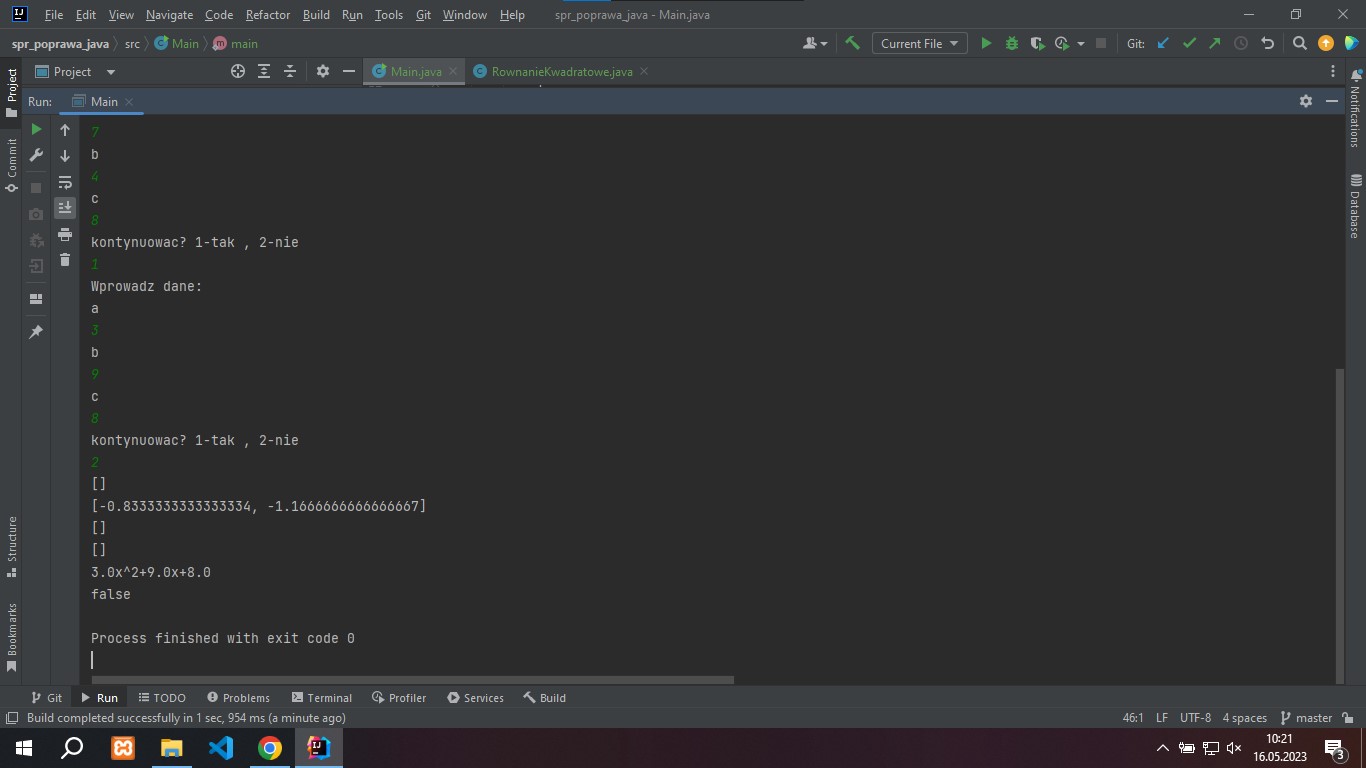 File Edit View Navigate Code Refactor Build Run Tools Git Window Help spr_poprawa_java - Main.java
spr_poprawa_java src Main main Current File Git:
Project Project Main.java RownanieKwadratowe.java Notifications
Run: Main
Commit
Database
7
b
4
c
8
kontynuowac? 1-tak , 2-nie
1
Wprowadz dane:
a
3
b
9
c
8
kontynuowac? 1-tak , 2-nie
2
[]
[-0.8333333333333334, -1.1666666666666667]
[]
[]
3.0x^2+9.0x+8.0
false
Process finished with exit code 0
Structure
Bookmarks
Git Run TODO Problems Terminal Profiler Services Build
Build completed successfully in 1 sec, 954 ms (a minute ago) 46:1 LF UTF-8 4 spaces master
10:21
16.05.2023
3